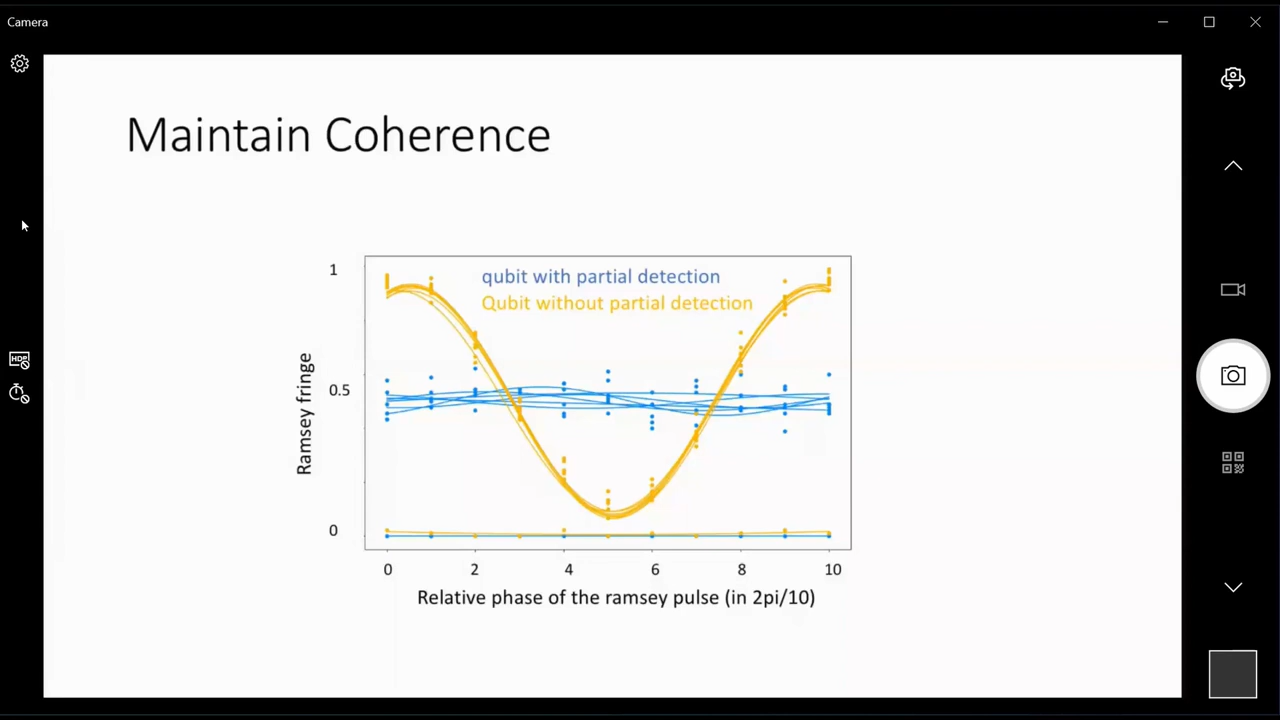 Camera
Maintain Coherence
1
qubit with partial detection
Qubit without partial detection
0.5
Ramsey fringe
0
0 2 4 6 8 10
Relative phase of the ramsey pulse (in 2pi/10)
HDR